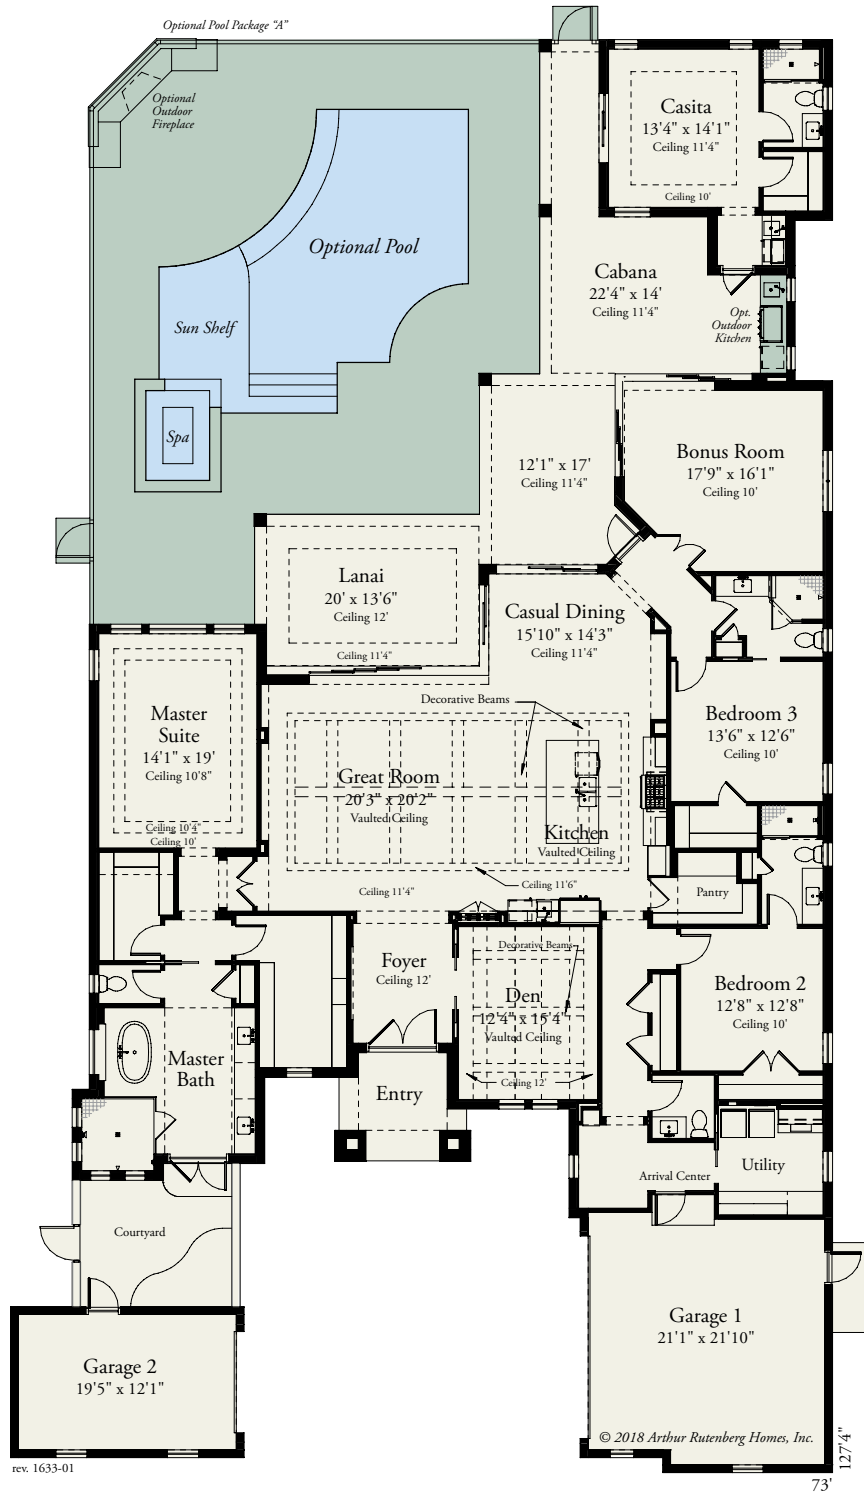 Optional Pool Package “A”
Optional
Outdoor
Fireplace
Casita
13'4" x 14'1"
Ceiling 11'4"
Ceiling 10'
Optional Pool
Sun Shelf
Spa
Cabana
22'4" x 14'
Ceiling 11'4"
Opt.
Outdoor
Kitchen
12'1" x 17'
Ceiling 11'4"
Bonus Room
17'9" x 16'1"
Ceiling 10'
Lanai
20' x 13'6"
Ceiling 12'
Ceiling 11'4"
Casual Dining
15'10" x 14'3"
Ceiling 11'4"
Decorative Beams
Master
Suite
14'1" x 19'
Ceiling 10'8"
Ceiling 10'4"
Ceiling 10'
Great Room
20'3" x 20'2"
Vaulted Ceiling
Kitchen
Vaulted Ceiling
Ceiling 11'6"
Ceiling 11'4"
Bedroom 3
13'6" x 12'6"
Ceiling 10'
Pantry
Foyer
Ceiling 12'
Decorative Beams
Den
12'4" x 15'4"
Vaulted Ceiling
Ceiling 12'
Bedroom 2
12'8" x 12'8"
Ceiling 10'
Master
Bath
Entry
Arrival Center
Utility
Courtyard
Garage 1
21'1" x 21'10"
Garage 2
19'5" x 12'1"
© 2018 Arthur Rutenberg Homes, Inc.
rev. 1633-01
127'4"
73'